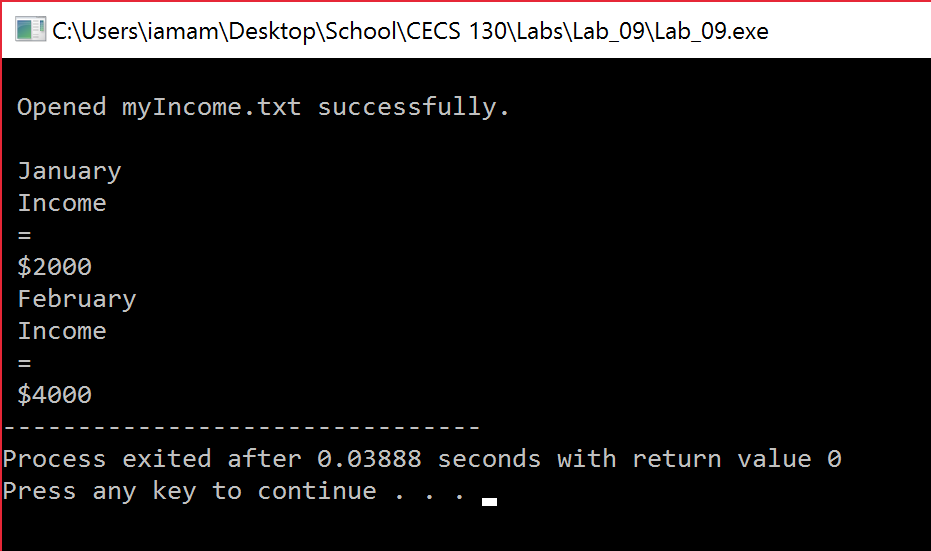 C:\Users\iamam\Desktop\School\CECS 130\Labs\Lab_09\Lab_09.exe
Opened myIncome.txt successfully.
January
Income
=
$2000
February
Income
=
$4000
--------------------------------
Process exited after 0.03888 seconds with return value 0
Press any key to continue . . .